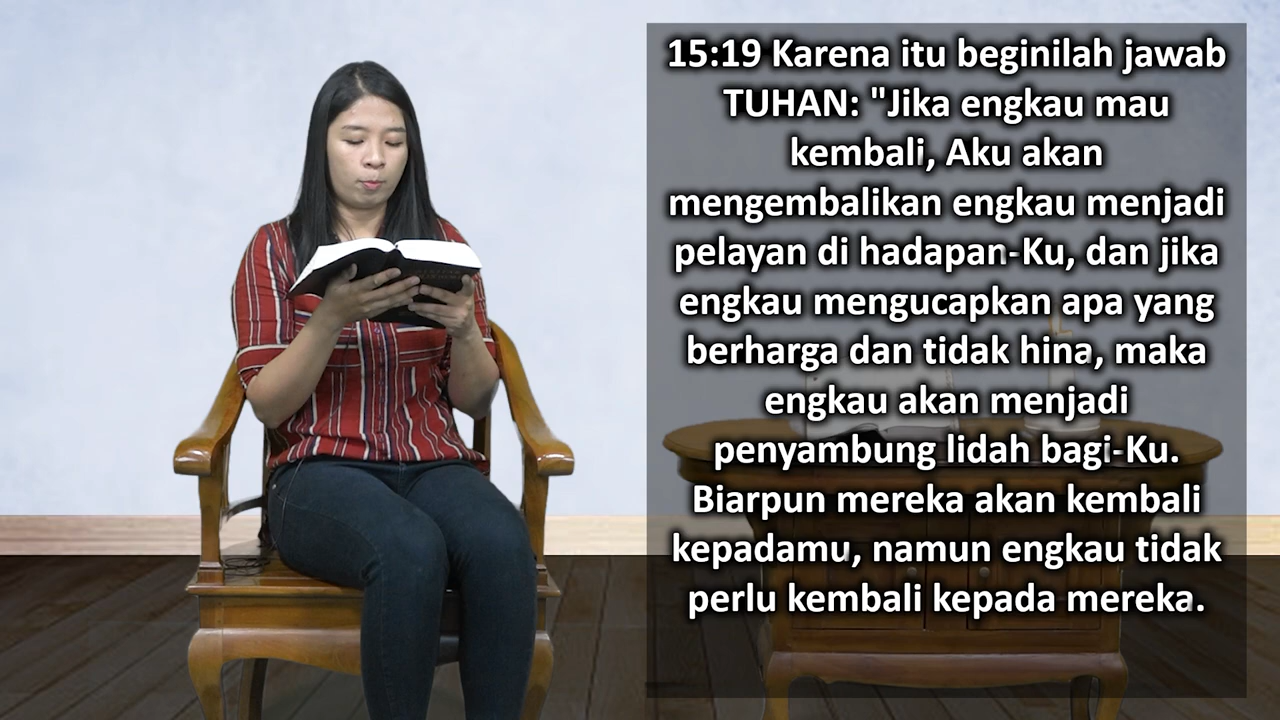 15:19 Karena itu beginilah jawab
TUHAN: "Jika engkau mau
kembali, Aku akan
mengembalikan engkau menjadi
pelayan di hadapan-Ku, dan jika
engkau mengucapkan apa yang
berharga dan tidak hina, maka
engkau akan menjadi
penyambung lidah bagi-Ku.
Biarpun mereka akan kembali
kepadamu, namun engkau tidak
perlu kembali kepada mereka.